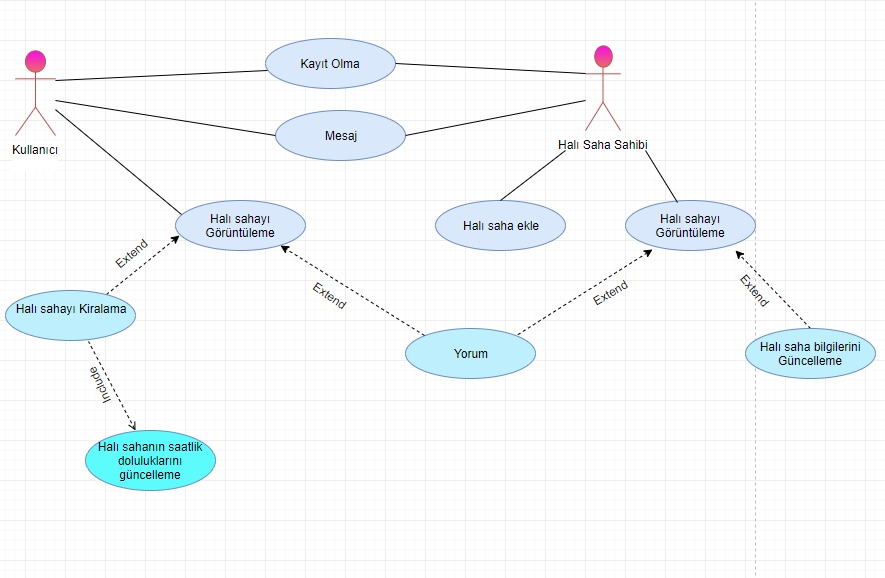 Kayıt Olma
Mesaj
Kullanıcı
Halı Saha Sahibi
Halı sahayı
Görüntüleme
Halı saha ekle
Halı sahayı
Görüntüleme
Extend
Extend
Extend
Extend
Halı sahayı Kiralama
Yorum
Halı saha bilgilerini
Güncelleme
Include
Halı sahanın saatlik
doluluklarını
güncelleme